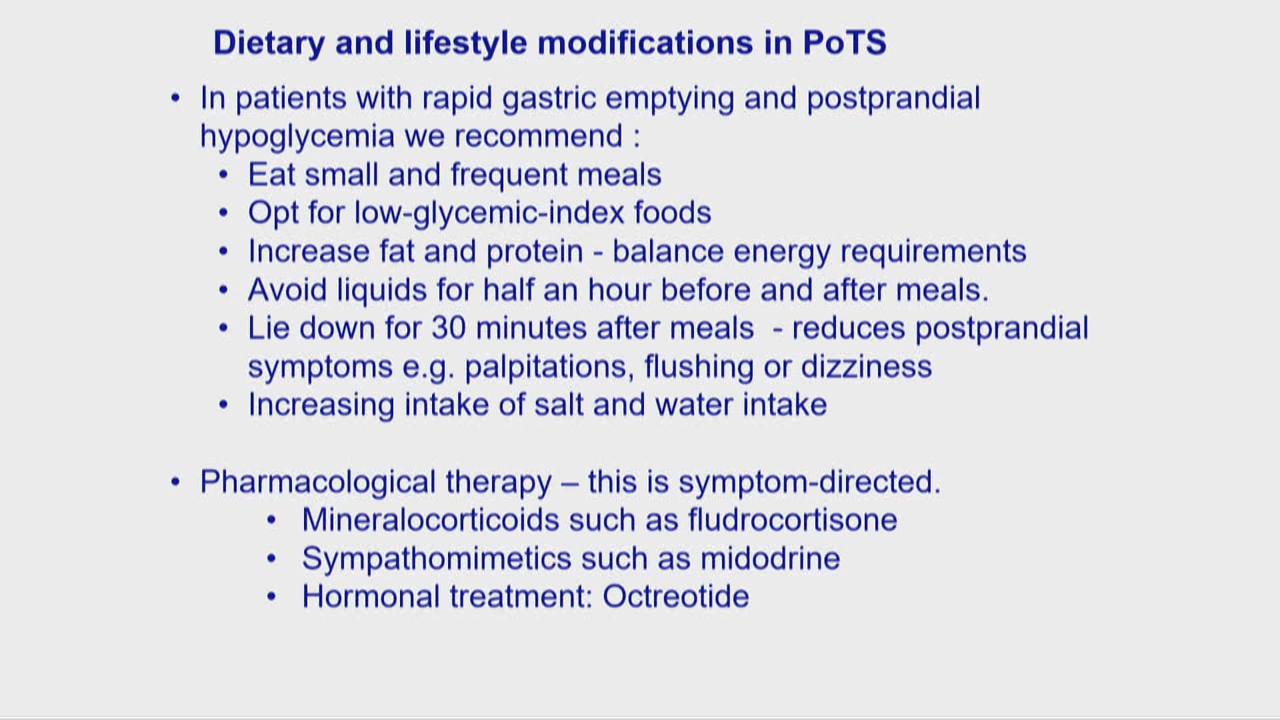 Dietary and lifestyle modifications in PoTS
• In patients with rapid gastric emptying and postprandial
hypoglycemia we recommend :
• Eat small and frequent meals
• Opt for low-glycemic-index foods
• Increase fat and protein - balance energy requirements
• Avoid liquids for half an hour before and after meals.
• Lie down for 30 minutes after meals  - reduces postprandial
symptoms e.g. palpitations, flushing or dizziness
• Increasing intake of salt and water intake
• Pharmacological therapy – this is symptom-directed.
• Mineralocorticoids such as fludrocortisone
• Sympathomimetics such as midodrine
• Hormonal treatment: Octreotide